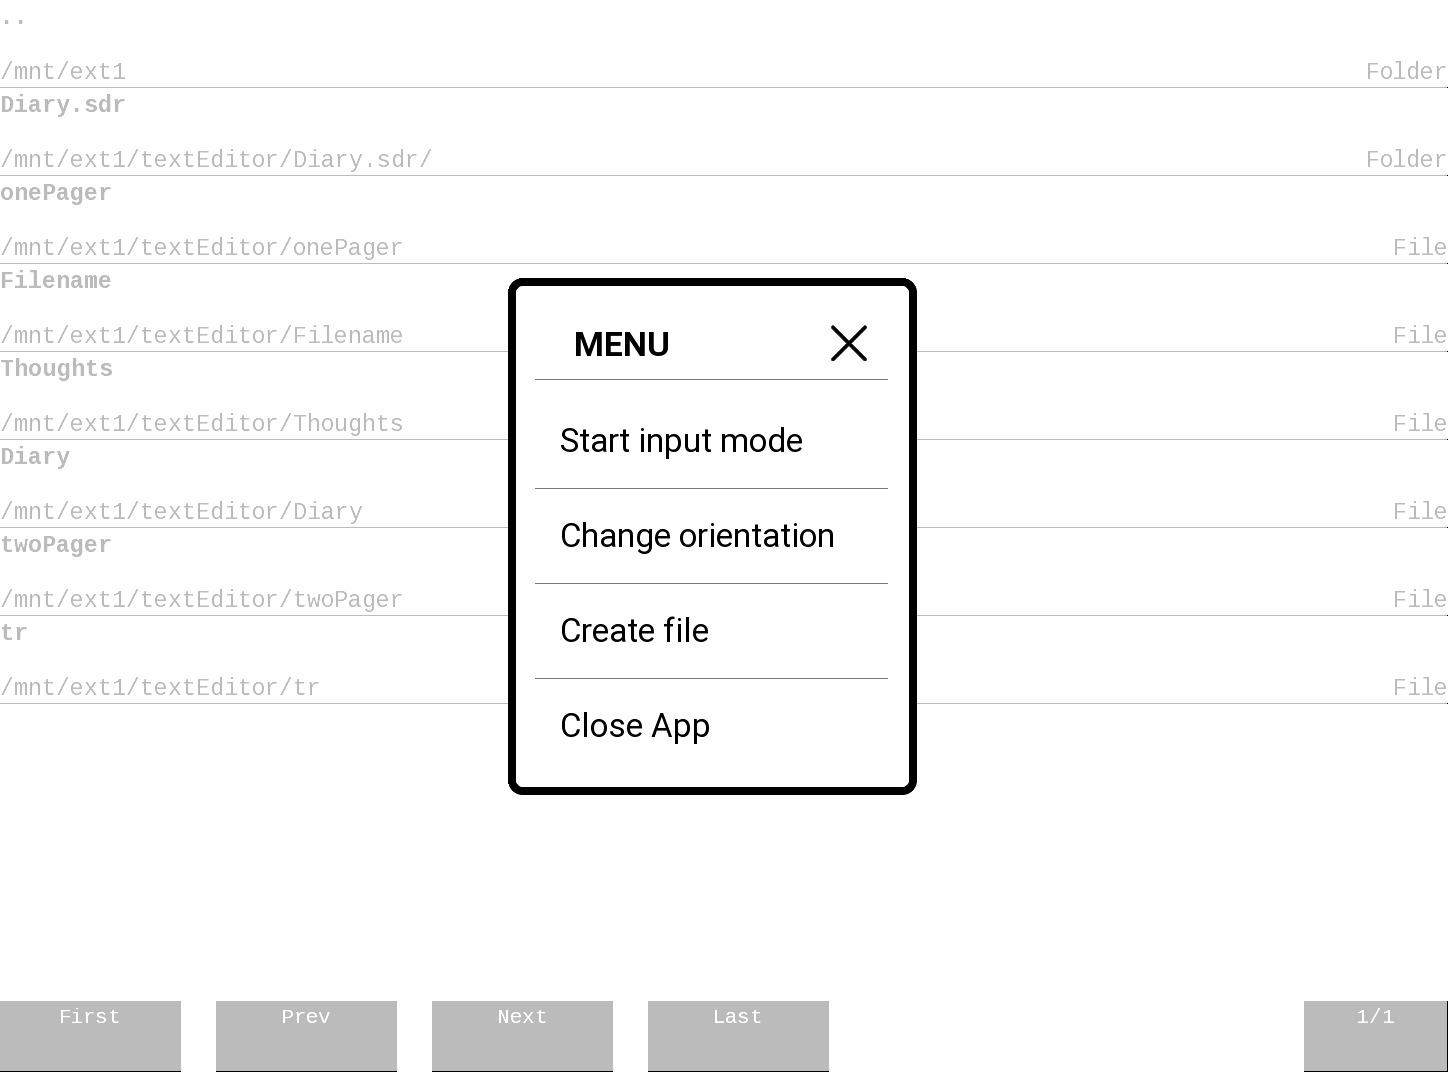 ..
/mnt/ext1 Folder
Diary.sdr
/mnt/ext1/textEditor/Diary.sdr/ Folder
onePager
/mnt/ext1/textEditor/onePager File
Filename
/mnt/ext1/textEditor/Filename File
Thoughts
/mnt/ext1/textEditor/Thoughts File
Diary
/mnt/ext1/textEditor/Diary File
twoPager
/mnt/ext1/textEditor/twoPager File
tr
/mnt/ext1/textEditor/tr File
MENU
Start input mode
Change orientation
Create file
Close App
First Prev Next Last 1/1